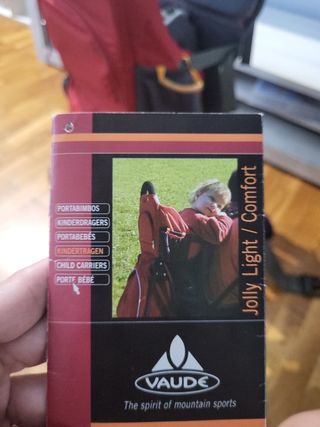 PORTABIMBOS
KINDERDRAGERS
PORTABEBÉS
KINDERTRAGEN
CHILD CARRIERS
PORTE BÉBÉ
Jolly Light / Comfort
VAUDE
The spirit of mountain sports